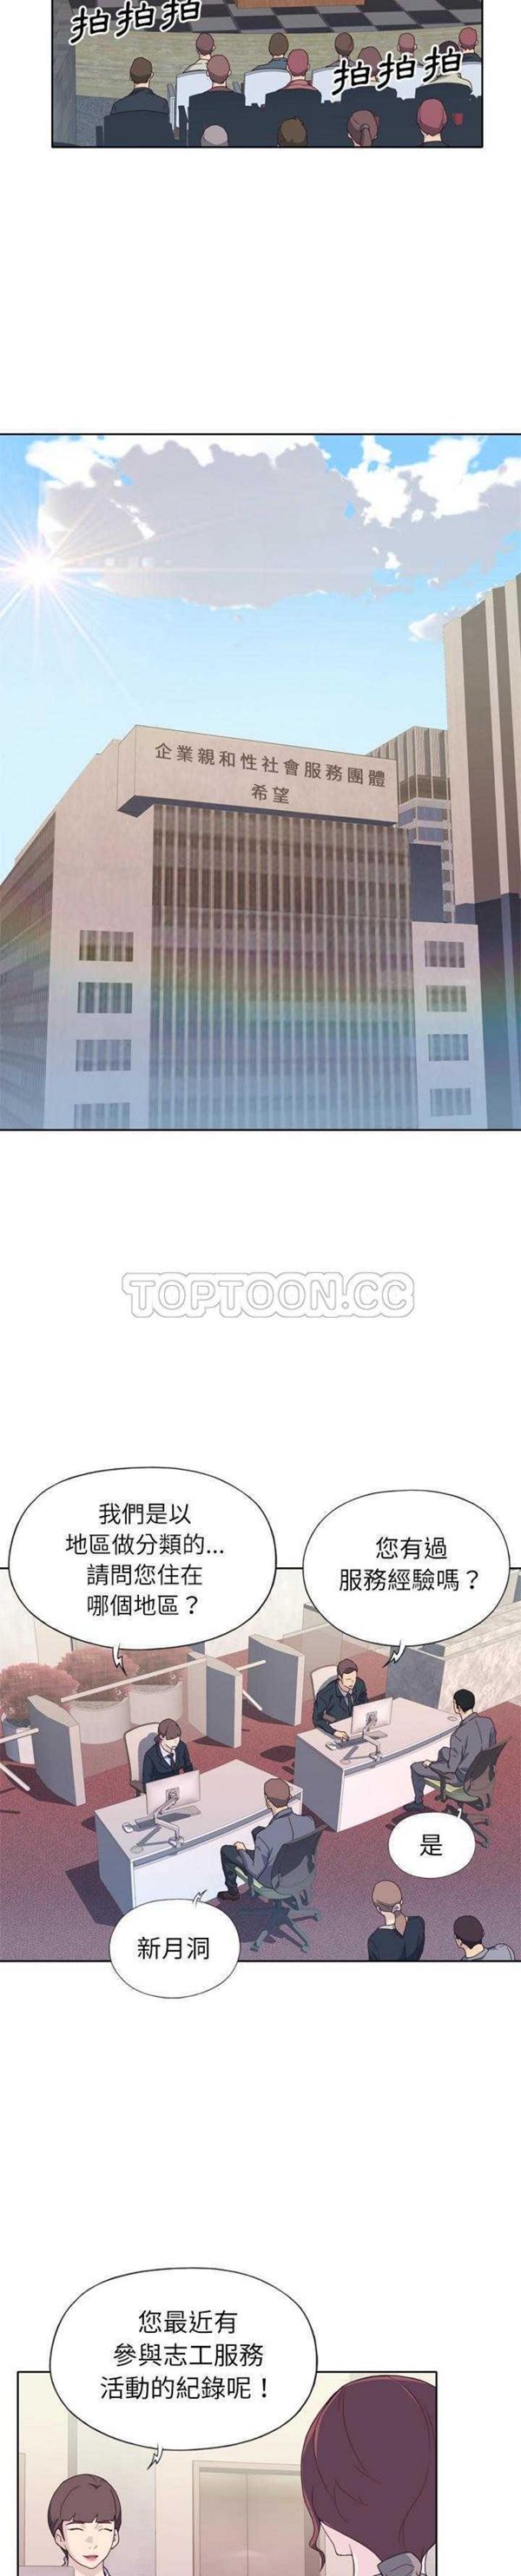 拍拍拍
拍拍拍
企業親和性社會服務團體
希望
TOPTOON.CC
我們是以
地區做分類的...
請問您住在
哪個地區？
您有過
服務經驗嗎？
是
新月洞
您最近有
參與志工服務
活動的紀錄呢！